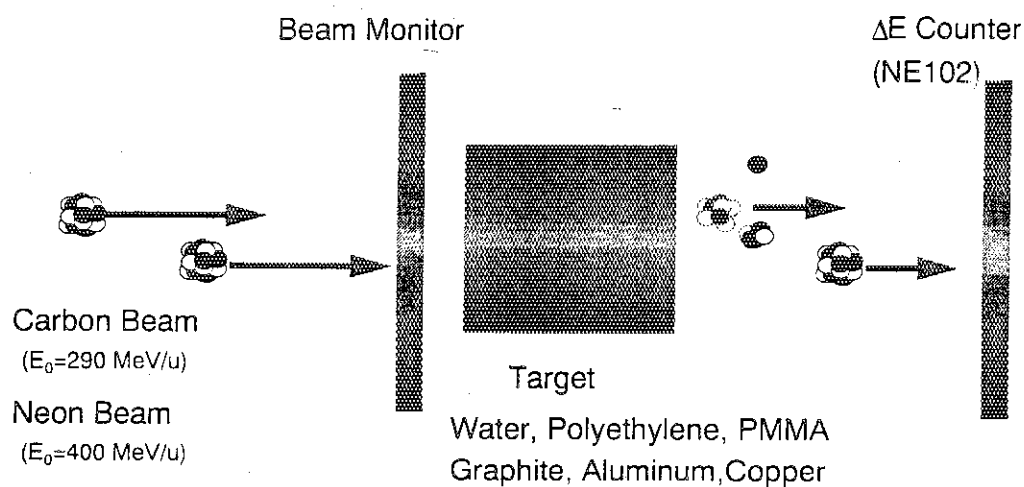 Beam Monitor
ΔE Counter
(NE102)
Carbon Beam
(E₀=290 MeV/u)
Neon Beam
(E₀=400 MeV/u)
Target
Water, Polyethylene, PMMA
Graphite, Aluminum,Copper